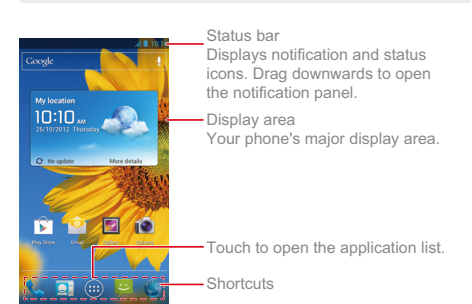 Status bar
Displays notification and status
icons. Drag downwards to open
the notification panel.
Google
My location
10:10 AM
25/10/2012 Thursday
No update
More details
Display area
Your phone's major display area.
Play Store
Email
Camera
Touch to open the application list.
Shortcuts